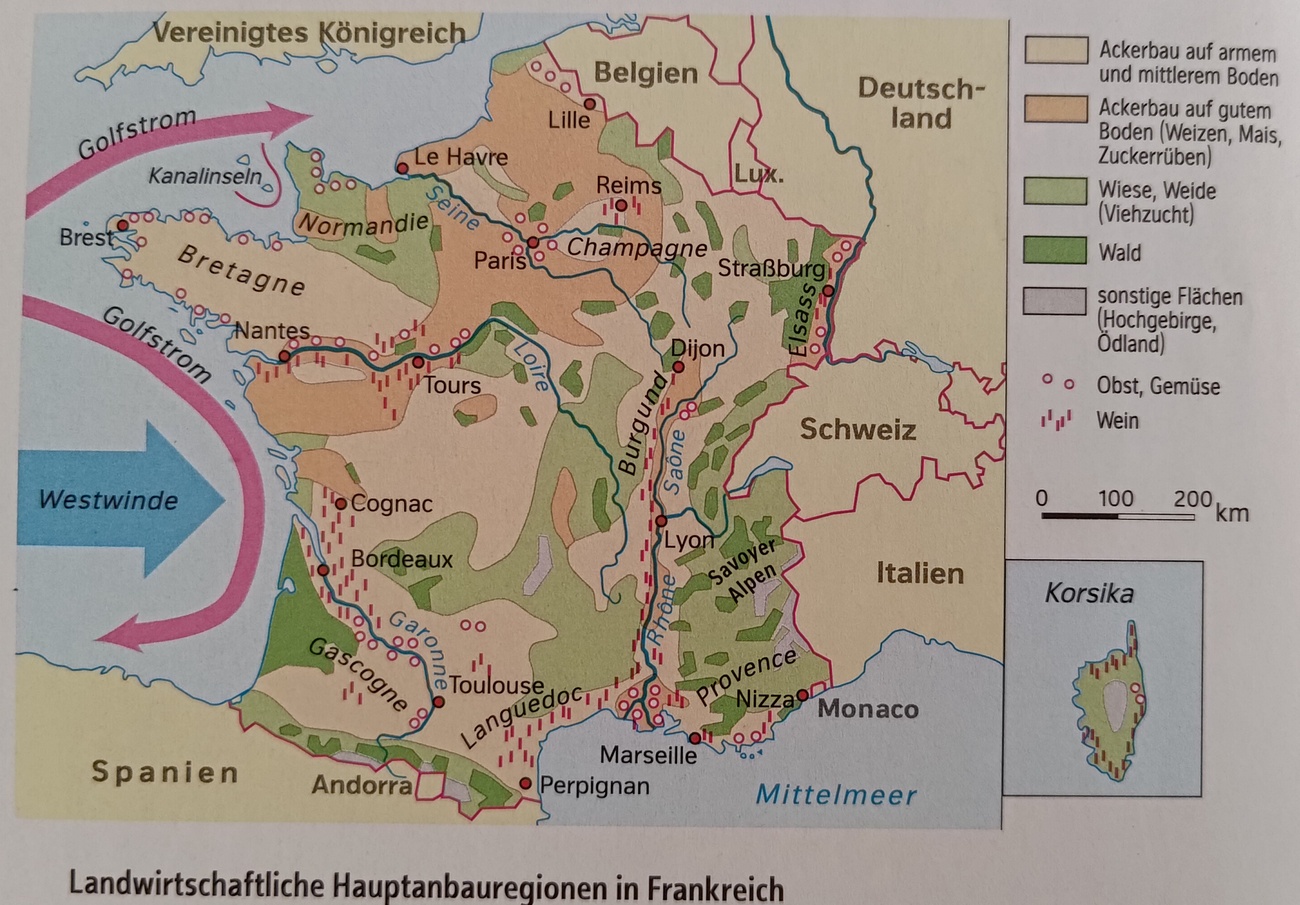 Vereinigtes Königreich
Belgien
Deutsch-
land
Lux.
Golfstrom
Kanalinseln
Lille
Le Havre
Seine
Reims
Normandie
Brest
Bretagne
Paris
Champagne
Straßburg
Elsass
Golfstrom
Nantes
Tours
Loire
Dijon
Burgund
Saône
Schweiz
Westwinde
Cognac
Bordeaux
Lyon
Savoyer
Alpen
Italien
Rhône
Garonne
Gascogne
Toulouse
Languedoc
Provence
Nizza
Monaco
Marseille
Spanien
Andorra
Perpignan
Mittelmeer
Ackerbau auf armem
und mittlerem Boden
Ackerbau auf gutem
Boden (Weizen, Mais,
Zuckerrüben)
Wiese, Weide
(Viehzucht)
Wald
sonstige Flächen
(Hochgebirge,
Ödland)
Obst, Gemüse
Wein
0 100 200 km
Korsika
Landwirtschaftliche Hauptanbauregionen in Frankreich